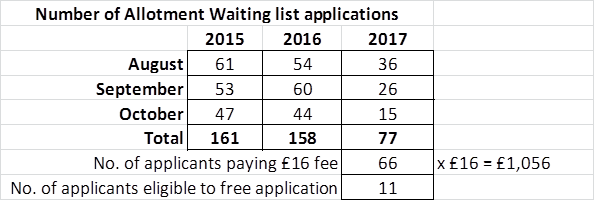 Number of Allotment Waiting list applications
2015 2016 2017
August 61 54 36
September 53 60 26
October 47 44 15
Total 161 158 77
No. of applicants paying £16 fee 66 x £16 = £1,056
No. of applicants eligible to free application 11